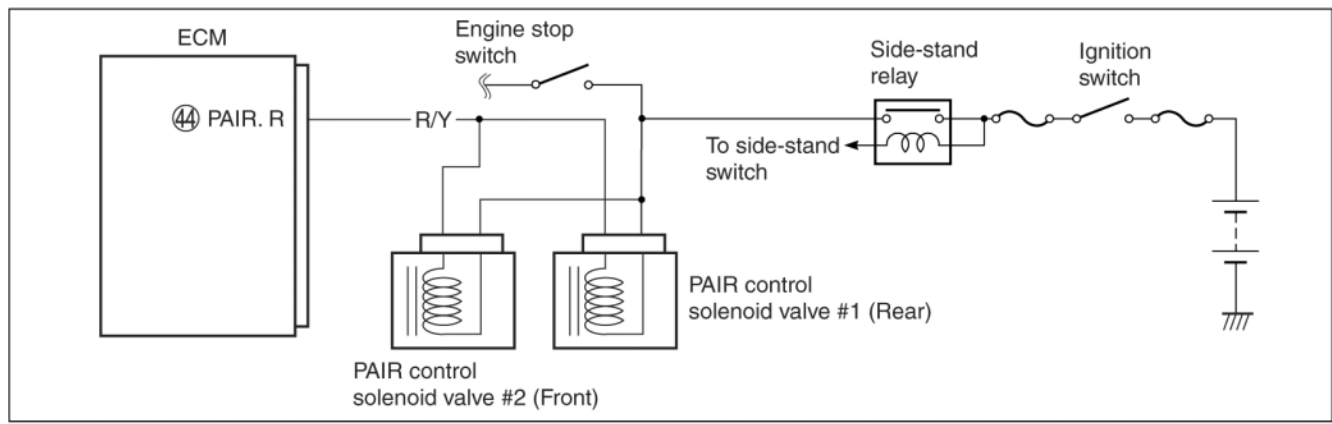 ECM
Engine stop
switch
Side-stand
relay
Ignition
switch
㊹ PAIR. R
R/Y
To side-stand
switch
PAIR control
solenoid valve #1 (Rear)
PAIR control
solenoid valve #2 (Front)